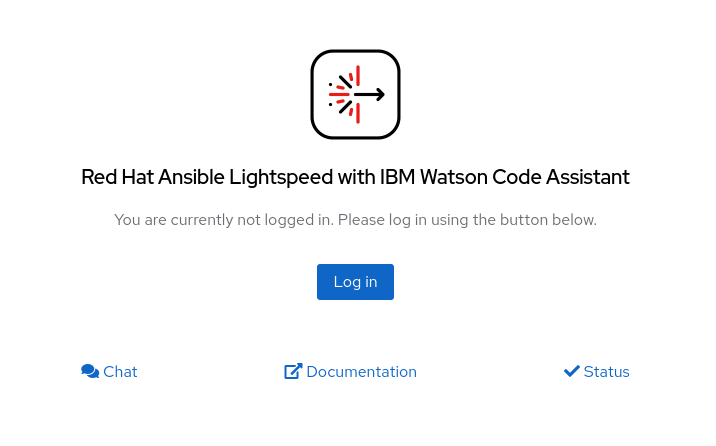 Red Hat Ansible Lightspeed with IBM Watson Code Assistant
You are currently not logged in. Please log in using the button below.
Log in
Chat
Documentation
Status